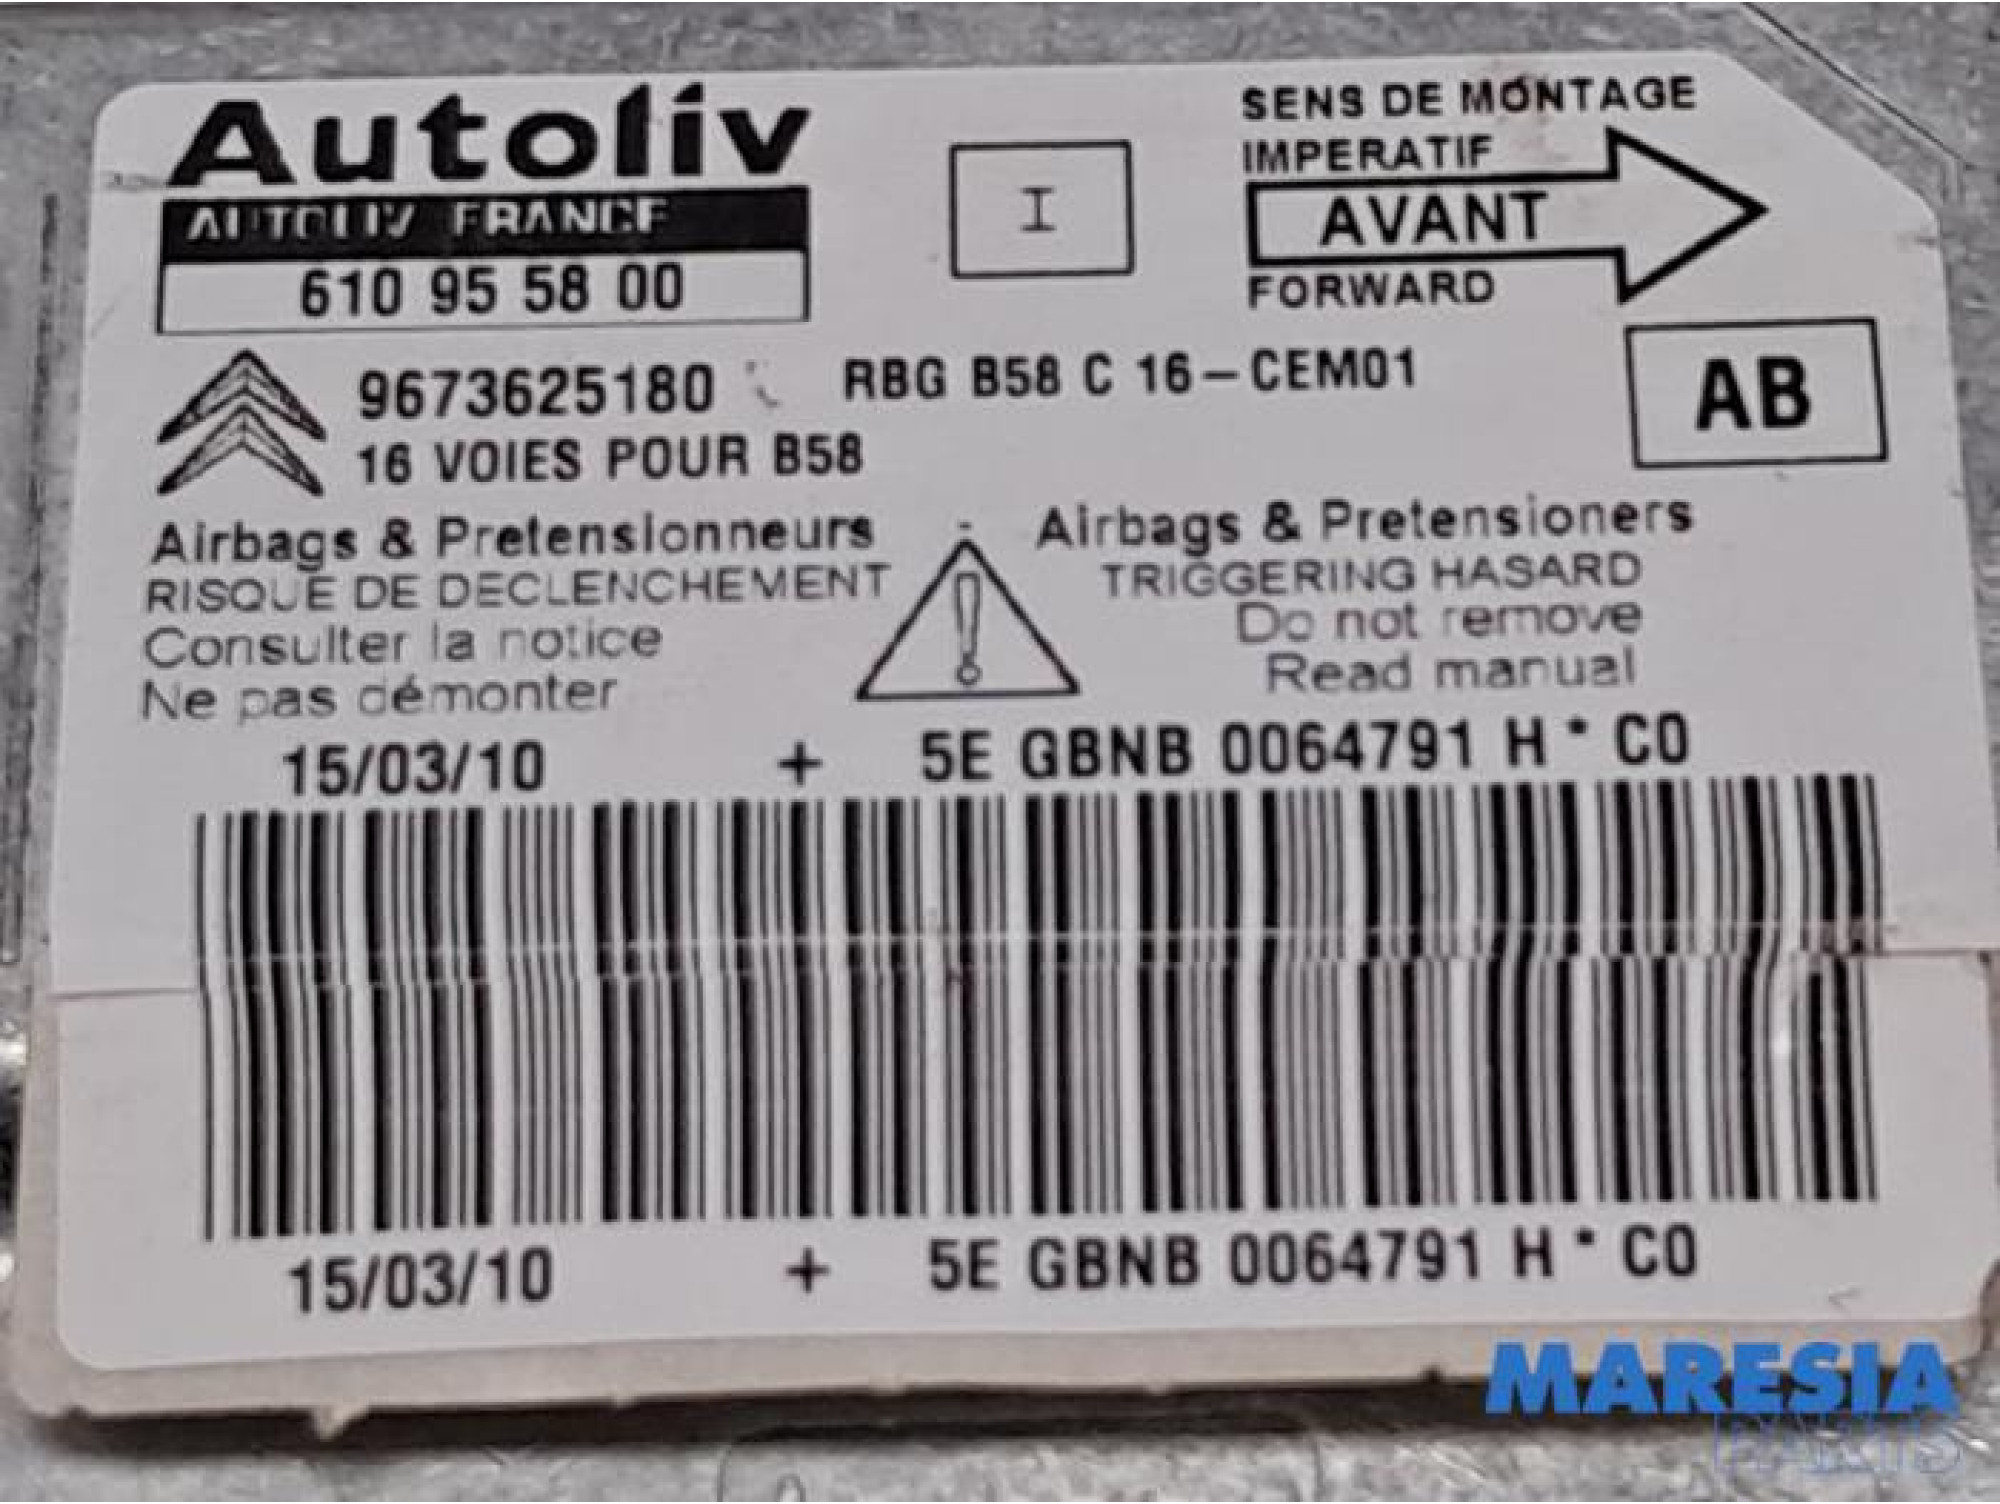 Autoliv
AUTOLIV FRANCE
610 95 58 00
I
SENS DE MONTAGE
IMPERATIF
AVANT
FORWARD
9673625180
RBG B58 C 16-CEM01
AB
16 VOIES POUR B58
Airbags & Pretensionneurs
RISQUE DE DECLENCHEMENT
Consulter la notice
Ne pas démonter
Airbags & Pretensioners
TRIGGERING HASARD
Do not remove
Read manual
15/03/10 + 5E GBNB 0064791 H * C0
15/03/10 + 5E GBNB 0064791 H * C0
MARESIA
PARTS